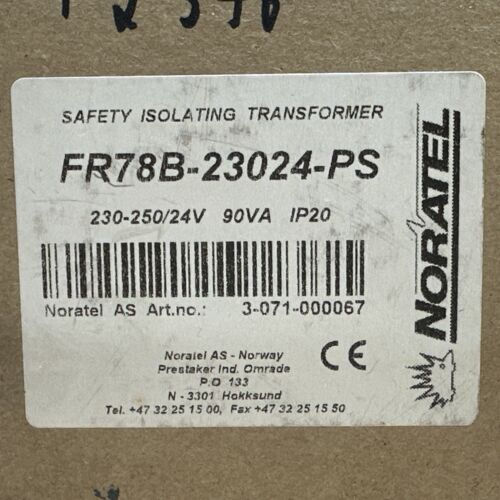 SAFETY ISOLATING TRANSFORMER
FR78B-23024-PS
230-250/24V 90VA IP20
Noratel AS Art.no.: 3-071-000067
Noratel AS - Norway
Prestaker Ind. Omrade
P.O 133
N - 3301 Hokksund
Tel. +47 32 25 15 00, Fax +47 32 25 15 50
CE
NORATEL